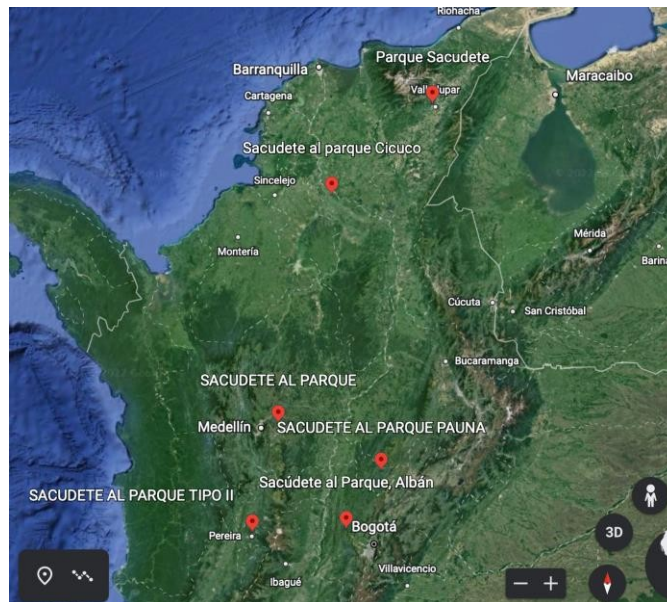 Riohacha
Parque Sacudete
Barranquilla
Maracaibo
Cartagena
Valledupar
Sacudete al parque Cicuco
Sincelejo
Mérida
Montería
Barina
Cúcuta
San Cristóbal
Bucaramanga
SACUDETE AL PARQUE
Medellín
SACUDETE AL PARQUE PAUNA
Sacúdete al Parque, Albán
SACUDETE AL PARQUE TIPO II
Bogotá
Pereira
3D
Ibagué
Villavicencio